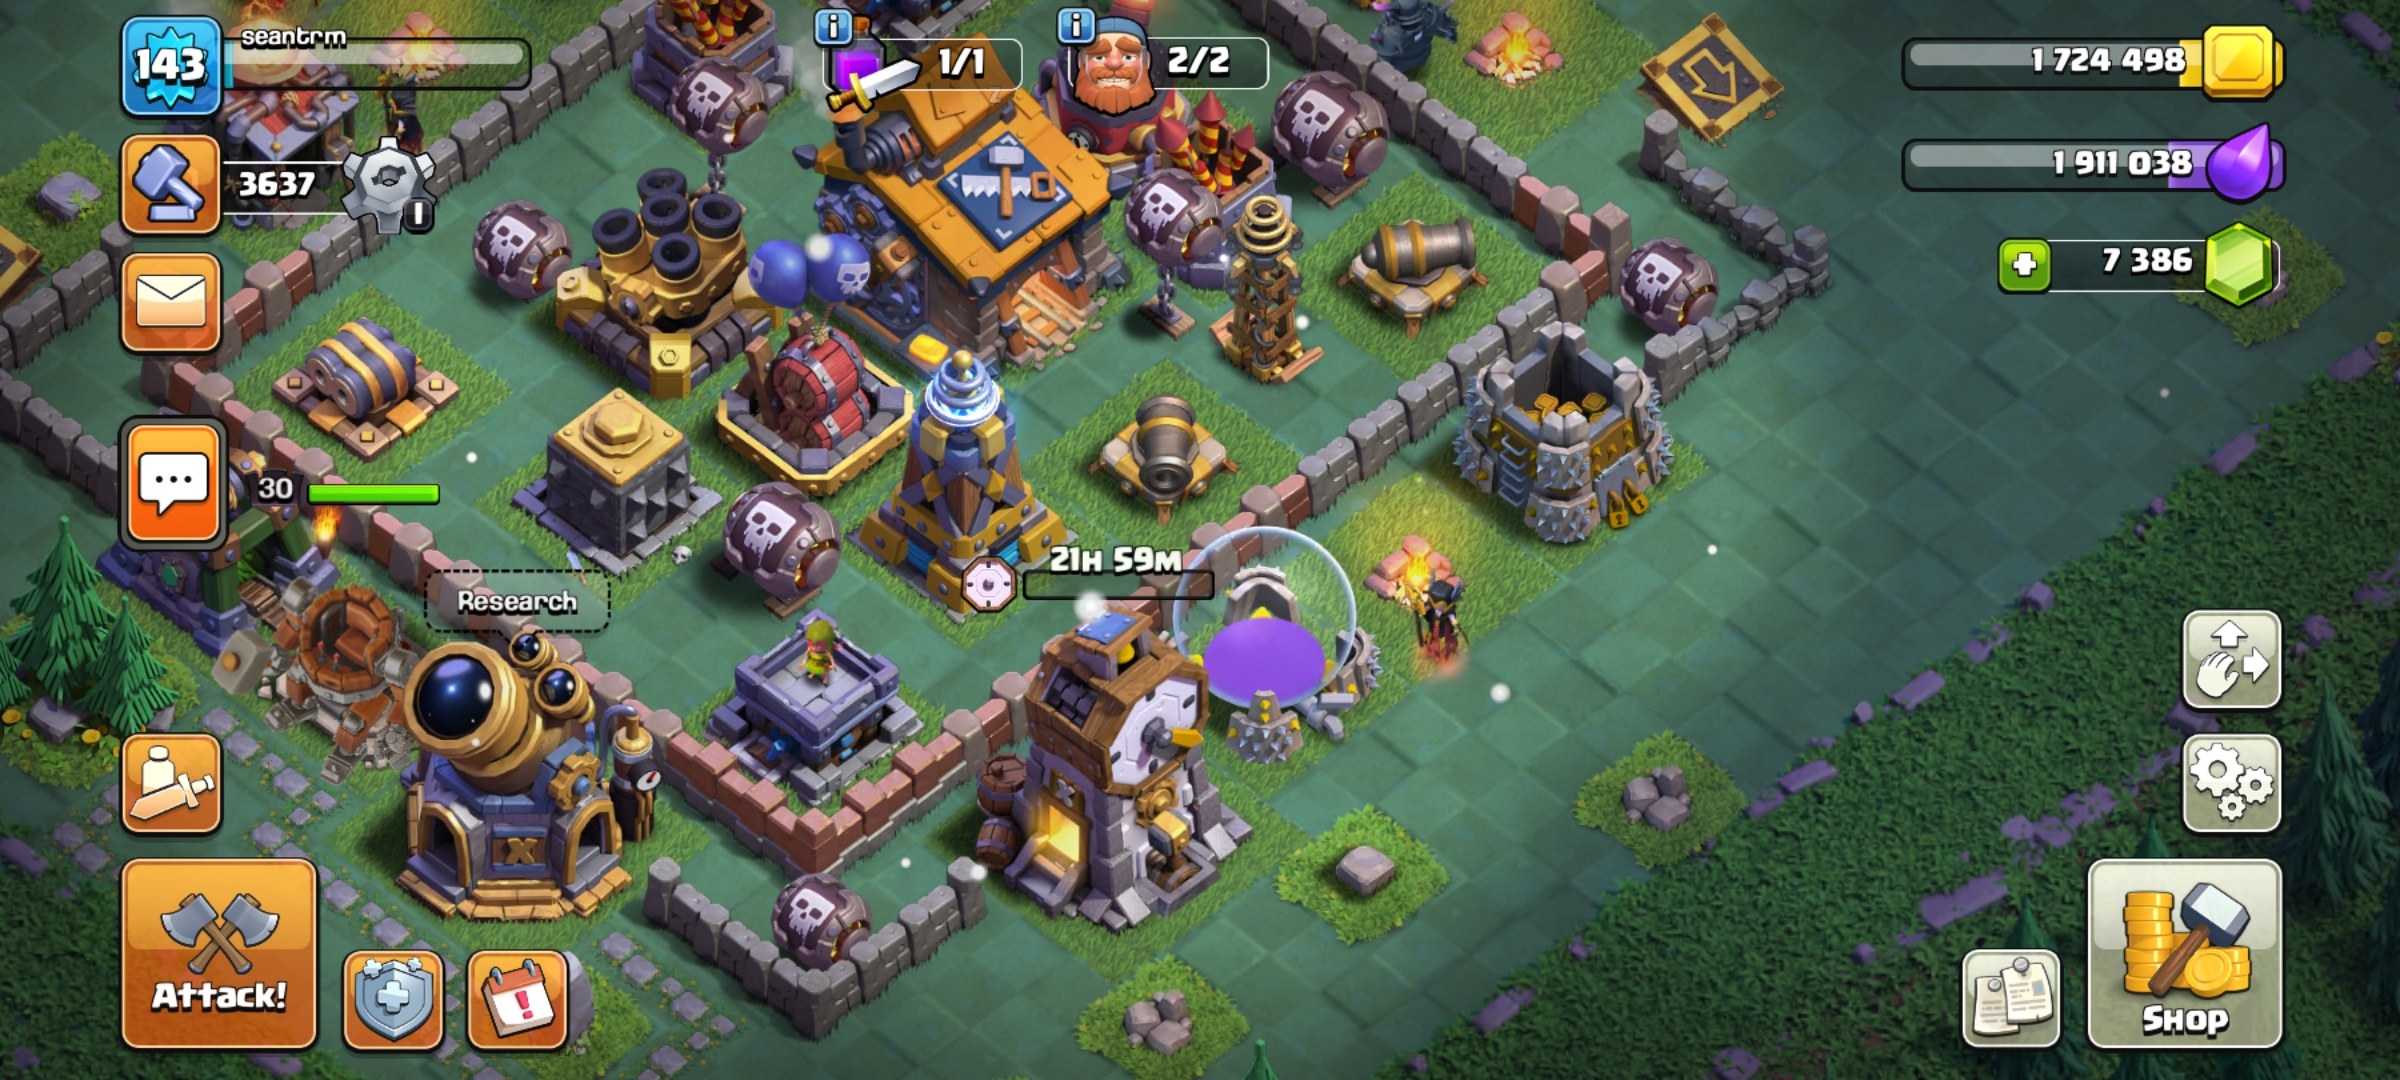 143
seantrm
1/1
2/2
1 724 498
3637
1
1 911 038
7 386
30
21H 59M
Research
Attack!
Shop